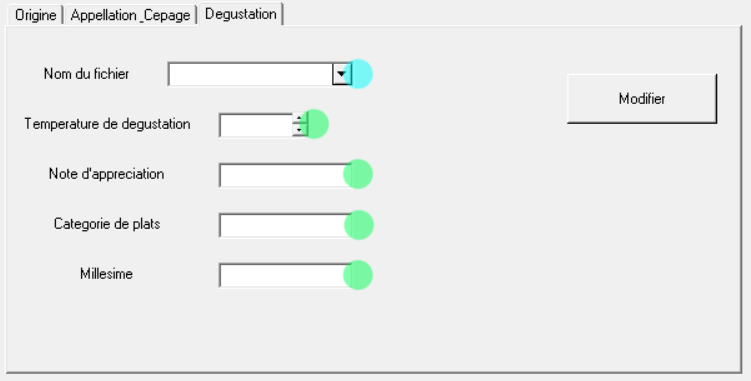 Origine
Appellation_Cepage
Degustation
Nom du fichier
Modifier
Temperature de degustation
Note d'appreciation
Categorie de plats
Millesime